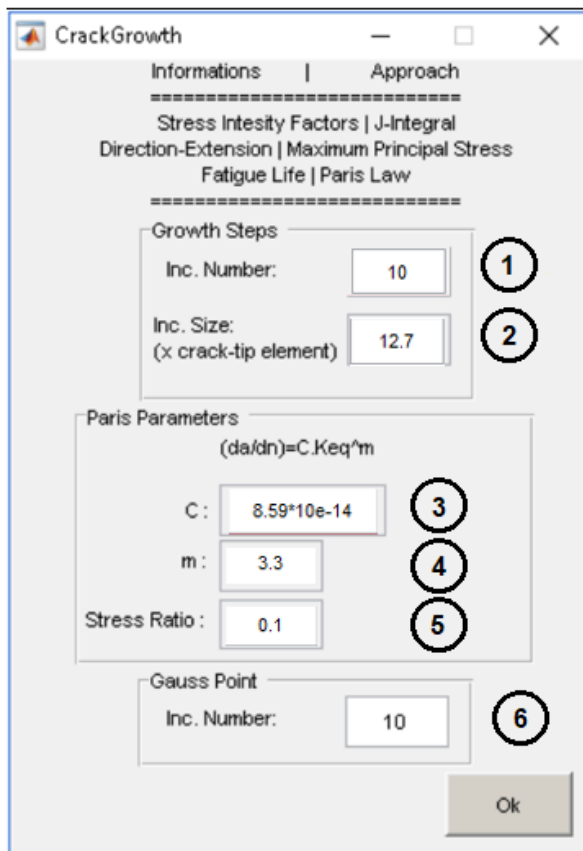 CrackGrowth
Informations | Approach
=============================
Stress Intesity Factors | J-Integral
Direction-Extension | Maximum Principal Stress
Fatigue Life | Paris Law
=============================
Growth Steps
Inc. Number: 10 1
Inc. Size:
(x crack-tip element) 12.7 2
Paris Parameters
(da/dn)=C.Keq^m
C : 8.59*10e-14 3
m : 3.3 4
Stress Ratio : 0.1 5
Gauss Point
Inc. Number: 10 6
Ok